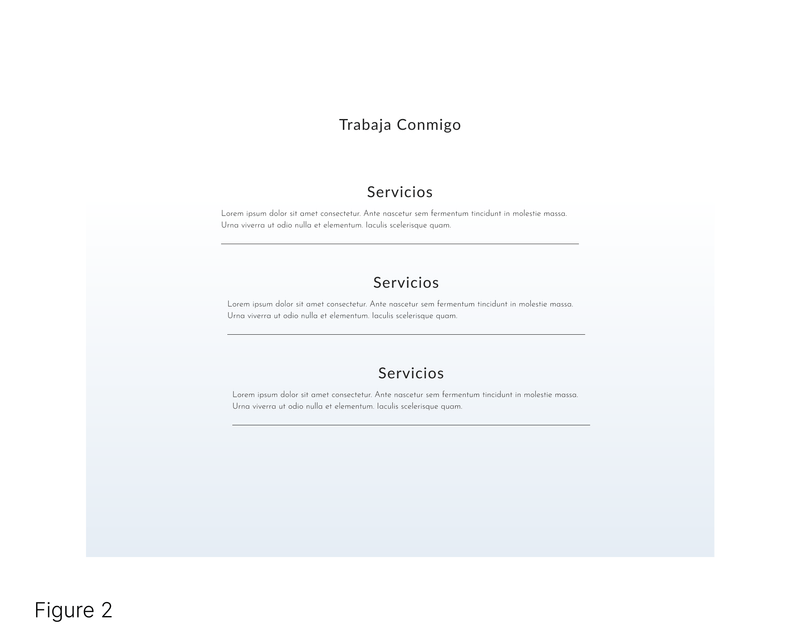 Trabaja Conmigo
Servicios
Lorem ipsum dolor sit amet consectetur. Ante nascetur sem fermentum tincidunt in molestie massa.
Urna viverra ut odio nulla et elementum. Iaculis scelerisque quam.
Servicios
Lorem ipsum dolor sit amet consectetur. Ante nascetur sem fermentum tincidunt in molestie massa.
Urna viverra ut odio nulla et elementum. Iaculis scelerisque quam.
Servicios
Lorem ipsum dolor sit amet consectetur. Ante nascetur sem fermentum tincidunt in molestie massa.
Urna viverra ut odio nulla et elementum. Iaculis scelerisque quam.
Figure 2